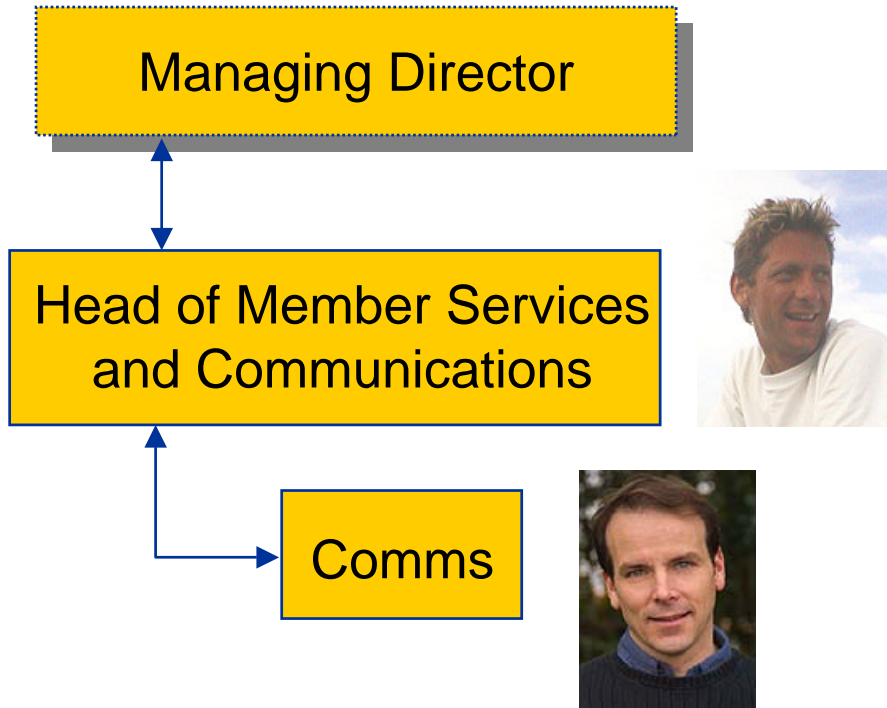 Managing Director
Head of Member Services
and Communications
Comms